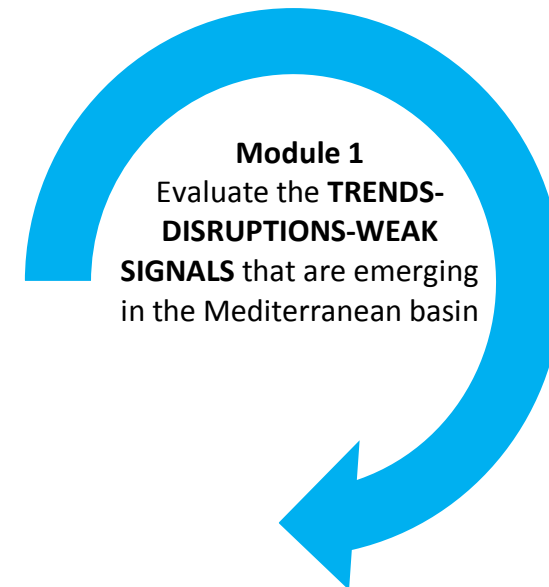 Module 1
Evaluate the TRENDS-
DISRUPTIONS-WEAK
SIGNALS that are emerging
in the Mediterranean basin